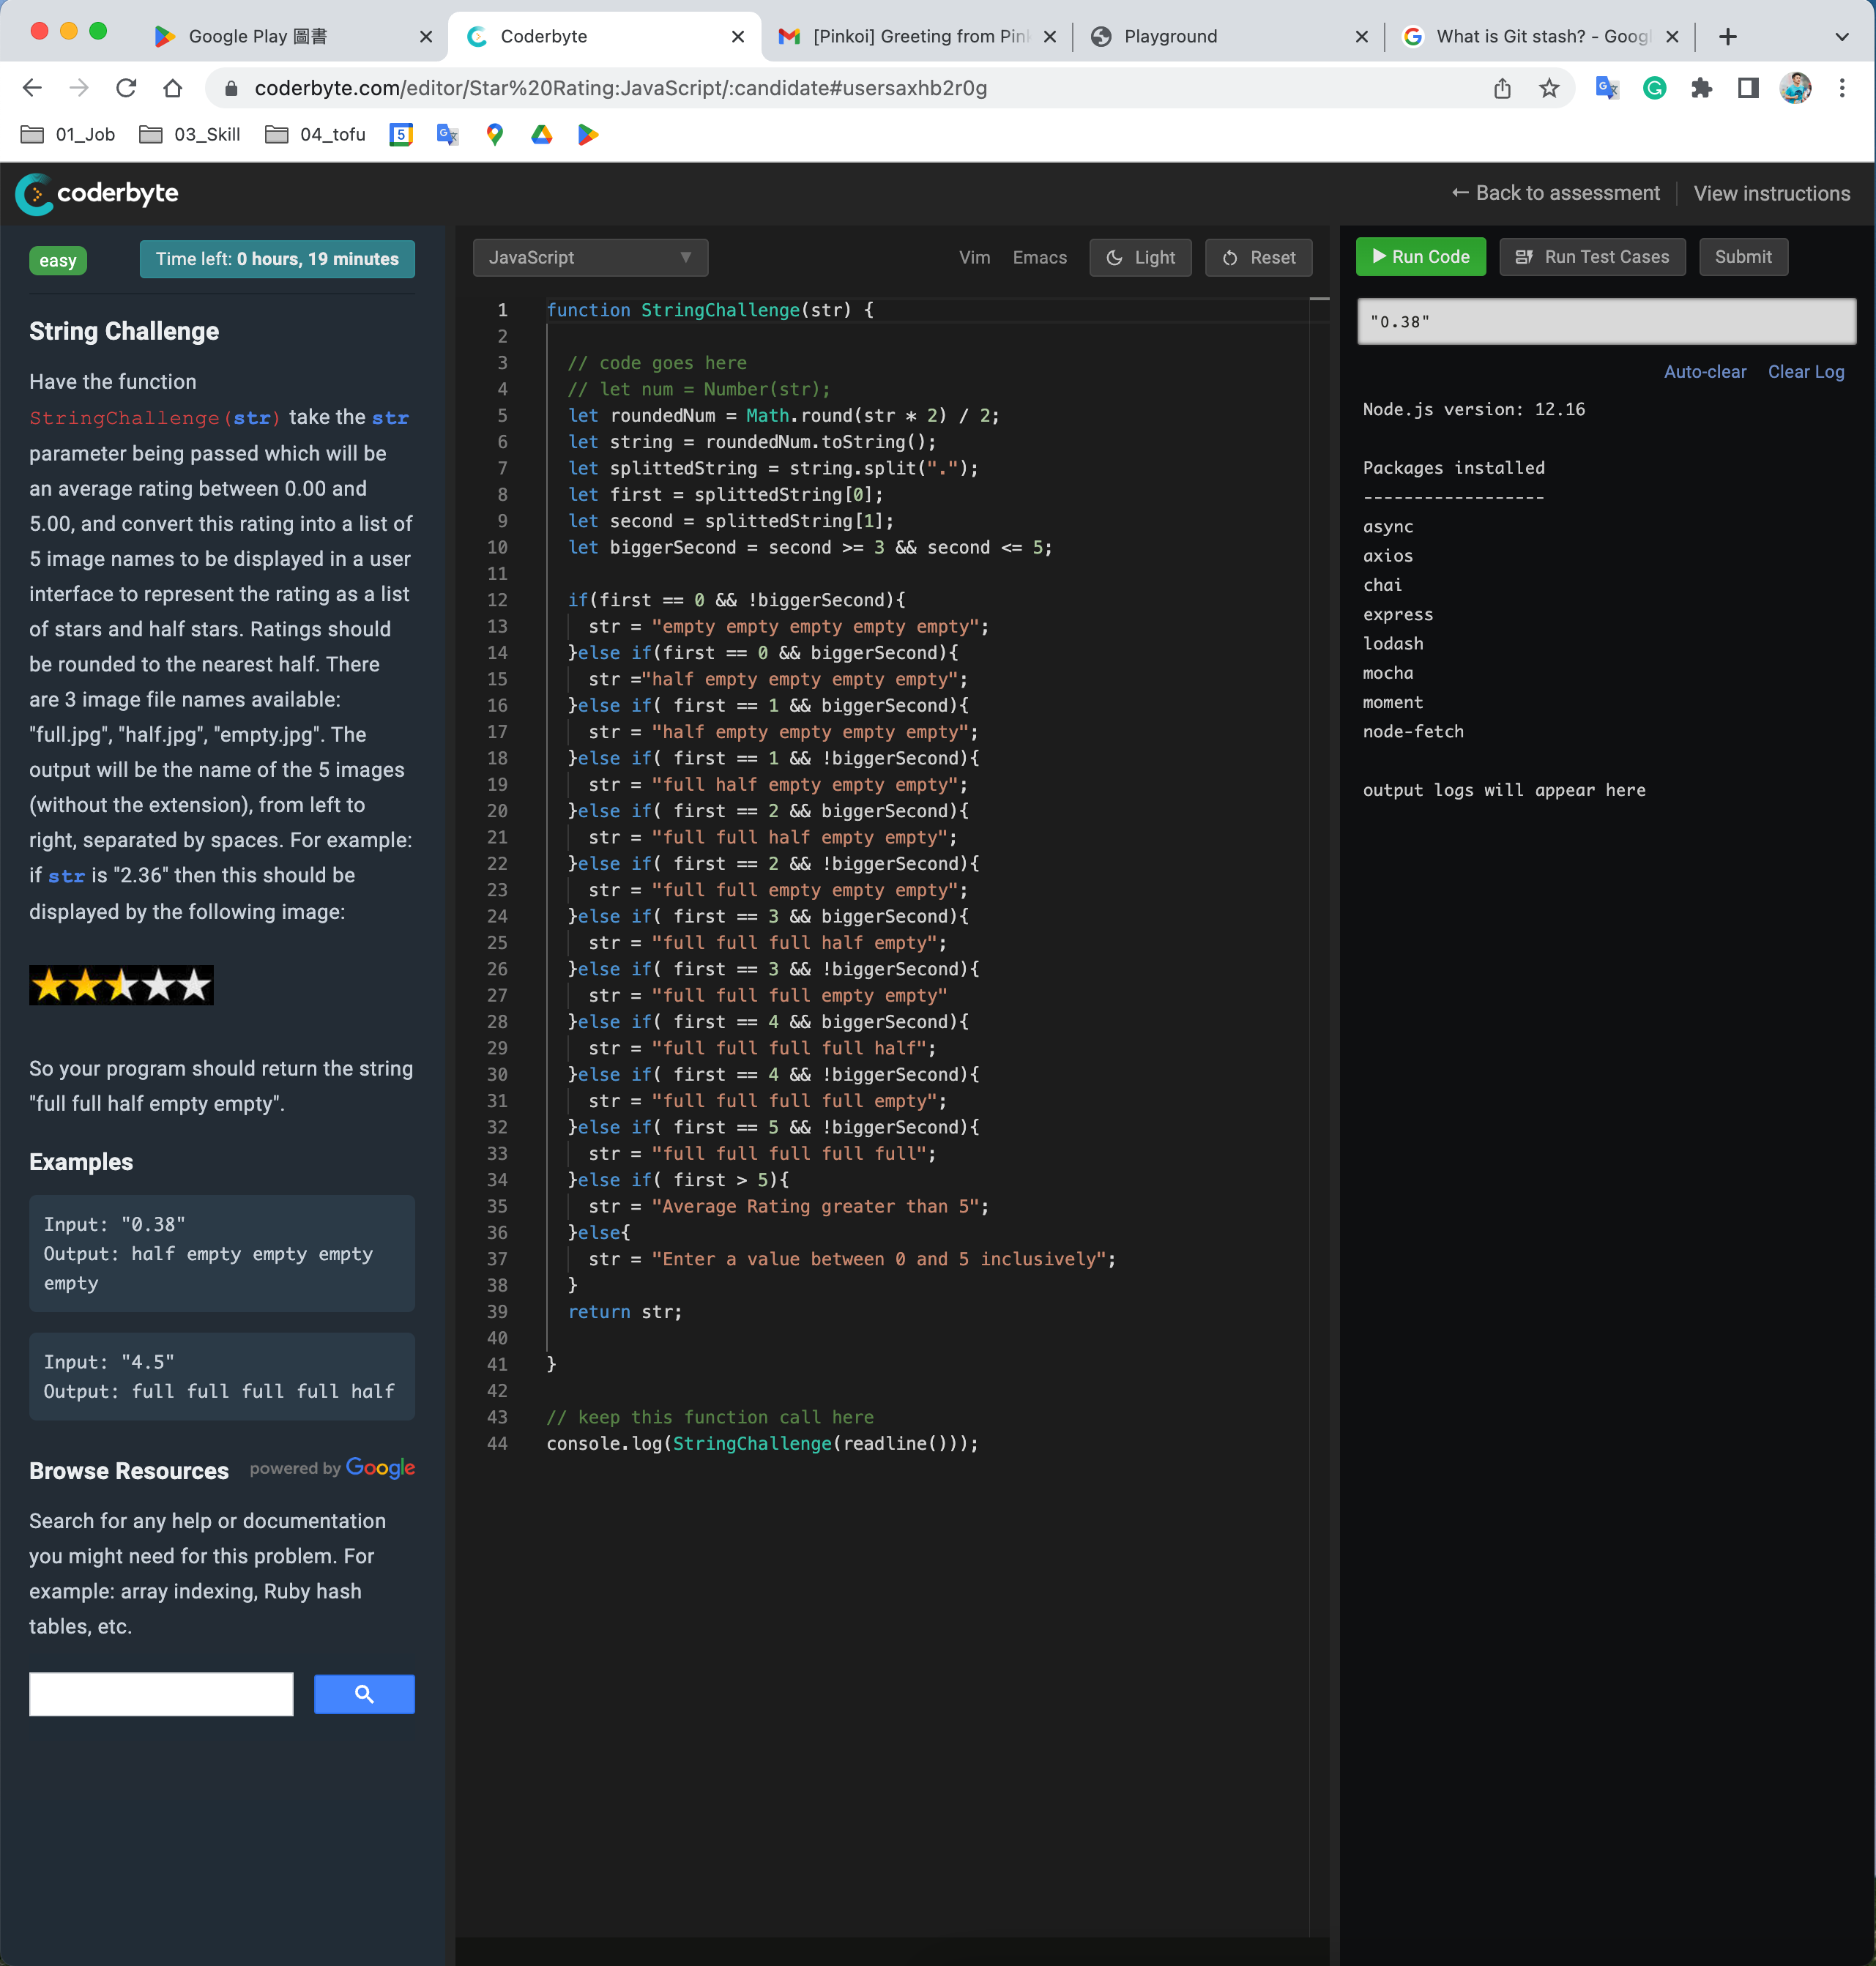 Google Play 圖書
Coderbyte
[Pinkoi] Greeting from Pink
Playground
What is Git stash? - Googl
coderbyte.com/editor/Star%20Rating:JavaScript/:candidate#usersaxhb2r0g
01_Job
03_Skill
04_tofu
5
coderbyte
← Back to assessment
View instructions
easy
Time left: 0 hours, 19 minutes
String Challenge
Have the function
StringChallenge(str) take the str
parameter being passed which will be
an average rating between 0.00 and
5.00, and convert this rating into a list of
5 image names to be displayed in a user
interface to represent the rating as a list
of stars and half stars. Ratings should
be rounded to the nearest half. There
are 3 image file names available:
"full.jpg", "half.jpg", "empty.jpg". The
output will be the name of the 5 images
(without the extension), from left to
right, separated by spaces. For example:
if str is "2.36" then this should be
displayed by the following image:
So your program should return the string
"full full half empty empty".
Examples
Input: "0.38"
Output: half empty empty empty
empty
Input: "4.5"
Output: full full full full half
Browse Resources powered by Google
Search for any help or documentation
you might need for this problem. For
example: array indexing, Ruby hash
tables, etc.
JavaScript
Vim
Emacs
Light
Reset
1 function StringChallenge(str) {
2
3 // code goes here
4 // let num = Number(str);
5 let roundedNum = Math.round(str * 2) / 2;
6 let string = roundedNum.toString();
7 let splittedString = string.split(".");
8 let first = splittedString[0];
9 let second = splittedString[1];
10 let biggerSecond = second >= 3 && second <= 5;
11
12 if(first == 0 && !biggerSecond){
13 str = "empty empty empty empty empty";
14 }else if(first == 0 && biggerSecond){
15 str ="half empty empty empty empty";
16 }else if( first == 1 && biggerSecond){
17 str = "half empty empty empty empty";
18 }else if( first == 1 && !biggerSecond){
19 str = "full half empty empty empty";
20 }else if( first == 2 && biggerSecond){
21 str = "full full half empty empty";
22 }else if( first == 2 && !biggerSecond){
23 str = "full full empty empty empty";
24 }else if( first == 3 && biggerSecond){
25 str = "full full full half empty";
26 }else if( first == 3 && !biggerSecond){
27 str = "full full full empty empty"
28 }else if( first == 4 && biggerSecond){
29 str = "full full full full half";
30 }else if( first == 4 && !biggerSecond){
31 str = "full full full full empty";
32 }else if( first == 5 && !biggerSecond){
33 str = "full full full full full";
34 }else if( first > 5){
35 str = "Average Rating greater than 5";
36 }else{
37 str = "Enter a value between 0 and 5 inclusively";
38 }
39 return str;
40
41 }
42
43 // keep this function call here
44 console.log(StringChallenge(readline()));
Run Code
Run Test Cases
Submit
"0.38"
Auto-clear
Clear Log
Node.js version: 12.16
Packages installed
------------------
async
axios
chai
express
lodash
mocha
moment
node-fetch
output logs will appear here